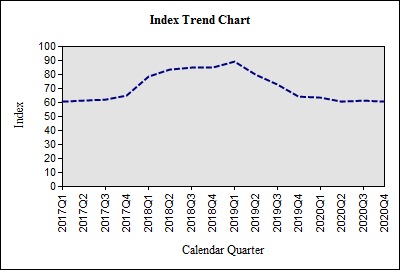 Index Trend Chart
100
90
80
70
60
50
40
30
20
10
0
Index
2017Q1
2017Q2
2017Q3
2017Q4
2018Q1
2018Q2
2018Q3
2018Q4
2019Q1
2019Q2
2019Q3
2019Q4
2020Q1
2020Q2
2020Q3
2020Q4
Calendar Quarter